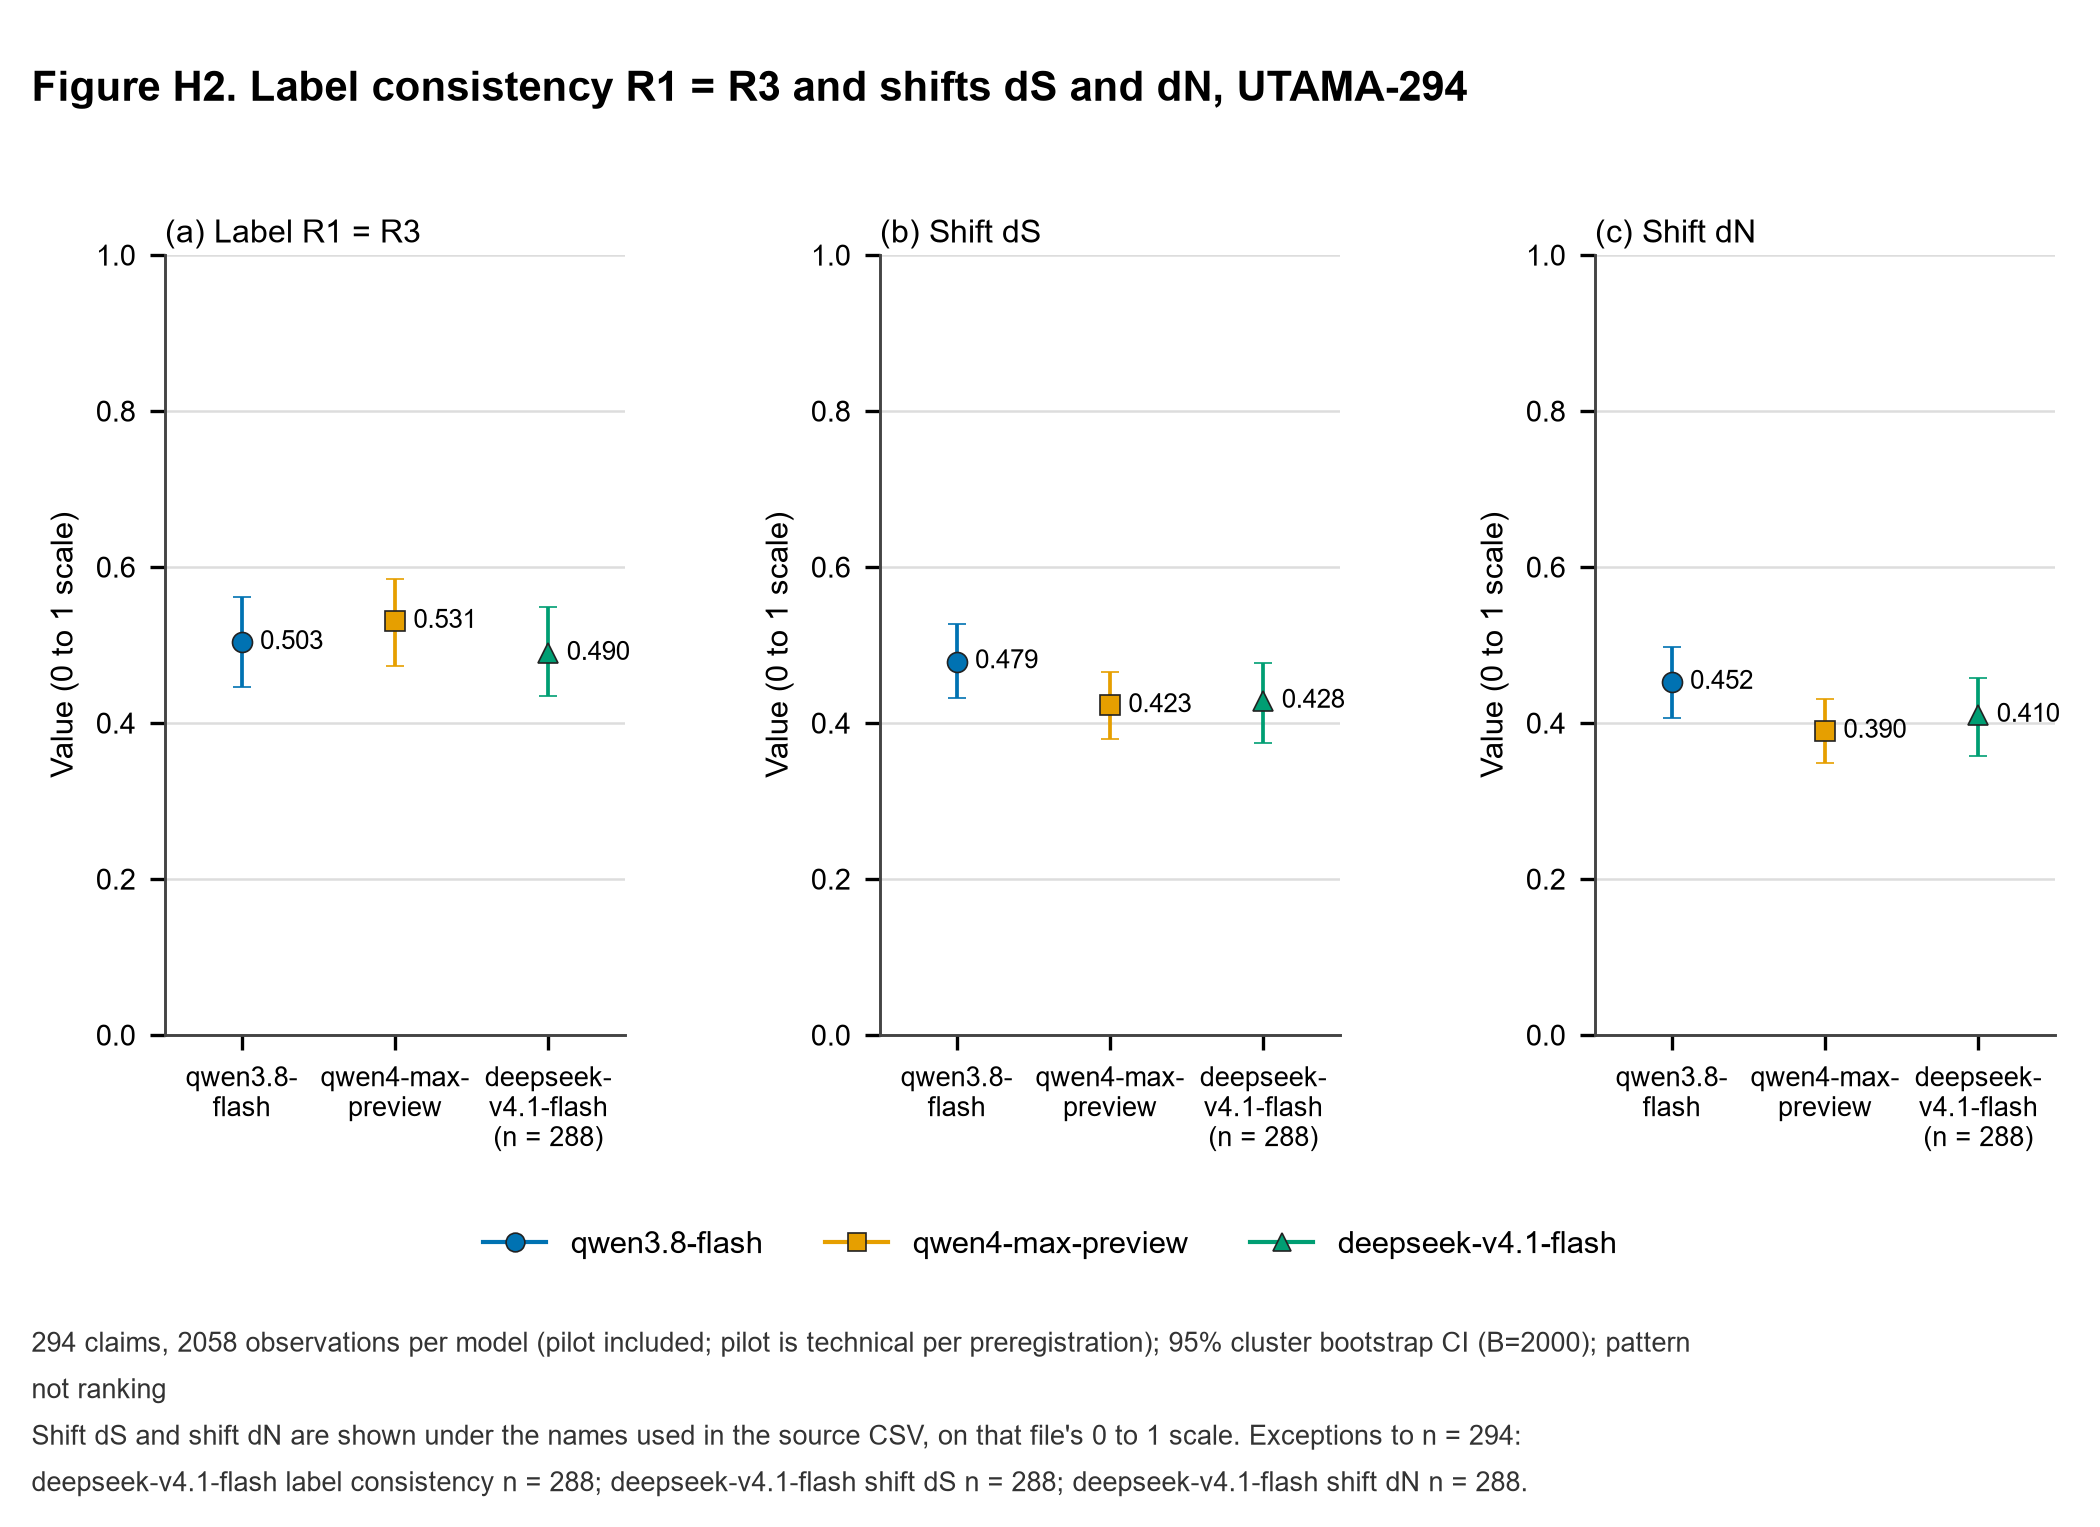 Figure H2. Label consistency R1 = R3 and shifts dS and dN, UTAMA-294
(a) Label R1 = R3
1.0
0.8
0.6
0.4
0.2
0.0
Value (0 to 1 scale)
0.503
0.531
0.490
qwen3.8-
flash
qwen4-max-
preview
deepseek-
v4.1-flash
(n = 288)
(b) Shift dS
1.0
0.8
0.6
0.4
0.2
0.0
Value (0 to 1 scale)
0.479
0.423
0.428
qwen3.8-
flash
qwen4-max-
preview
deepseek-
v4.1-flash
(n = 288)
(c) Shift dN
1.0
0.8
0.6
0.4
0.2
0.0
Value (0 to 1 scale)
0.452
0.390
0.410
qwen3.8-
flash
qwen4-max-
preview
deepseek-
v4.1-flash
(n = 288)
qwen3.8-flash
qwen4-max-preview
deepseek-v4.1-flash
294 claims, 2058 observations per model (pilot included; pilot is technical per preregistration); 95% cluster bootstrap CI (B=2000); pattern
not ranking
Shift dS and shift dN are shown under the names used in the source CSV, on that file's 0 to 1 scale. Exceptions to n = 294:
deepseek-v4.1-flash label consistency n = 288; deepseek-v4.1-flash shift dS n = 288; deepseek-v4.1-flash shift dN n = 288.